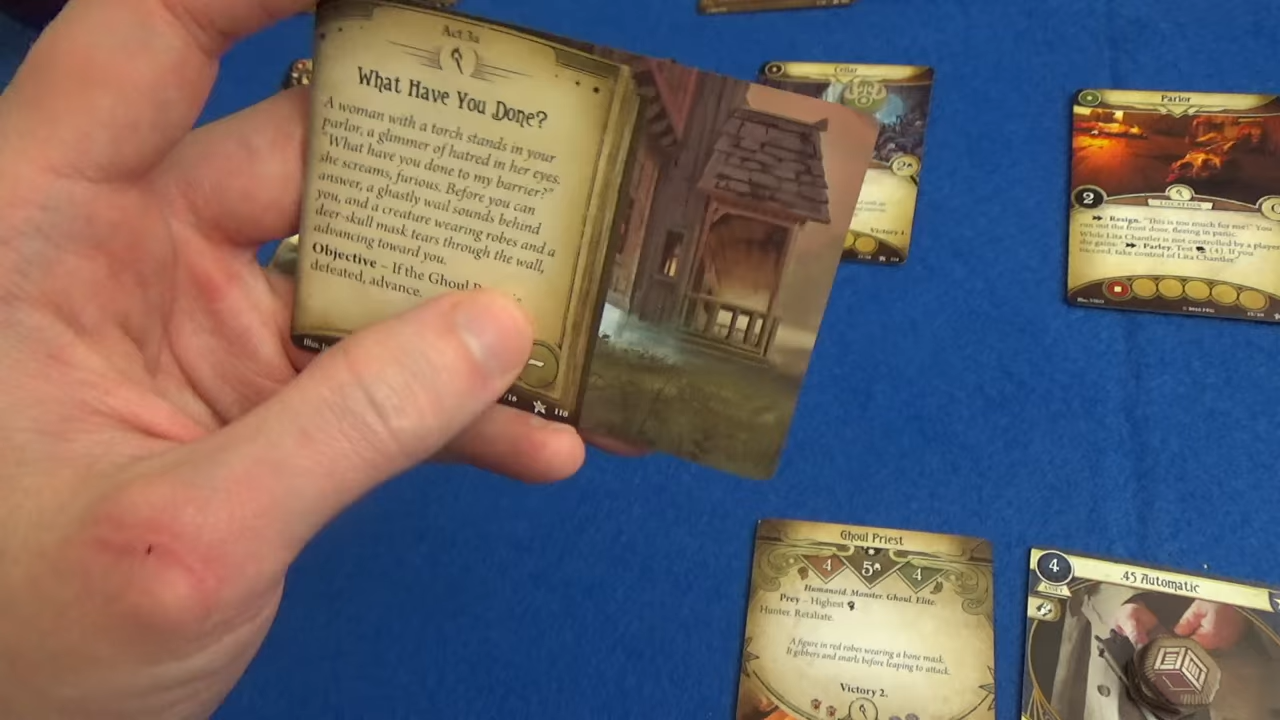 Act 3a
What Have You Done?
A woman with a torch stands in your
parlor, a glimmer of hatred in her eyes.
"What have you done to my barrier?"
she screams, furious. Before you can
answer, a ghastly wail sounds behind
you, and a creature wearing robes and a
deer-skull mask tears through the wall,
advancing toward you.
Objective – If the Ghoul
defeated, advance.
/16 110
Cellar
2
Victory 1.
Parlor
2
LOCATION
Resign. "This is too much for me!" You
run out the front door, fleeing in panic.
While Lita Chantler is not controlled by a player
she gains: " Parley. Test (4). If you
succeed, take control of Lita Chantler."
Ghoul Priest
4 5 4
Humanoid. Monster. Ghoul. Elite.
Prey – Highest
Hunter. Retaliate.
A figure in red robes wearing a bone mask.
It gibbers and snarls before leaping to attack.
Victory 2.
4
ASSET
.45 Automatic